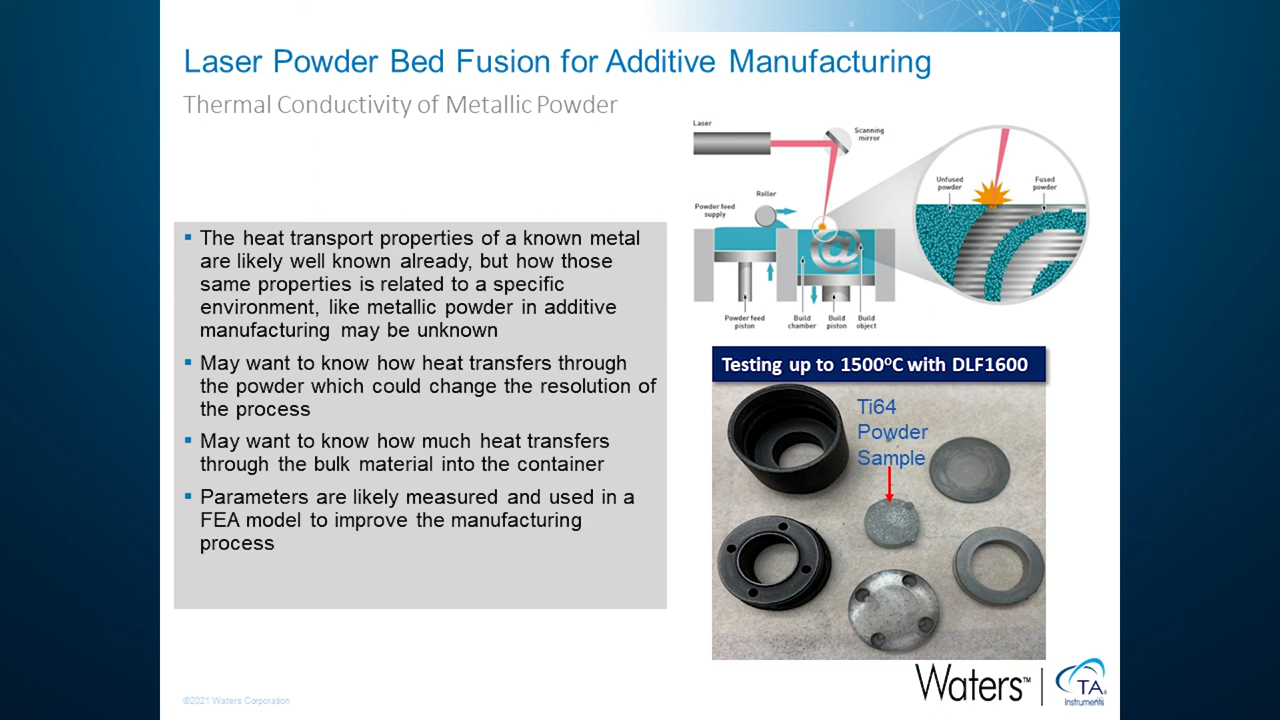 Laser Powder Bed Fusion for Additive Manufacturing
Thermal Conductivity of Metallic Powder
▪ The heat transport properties of a known metal
are likely well known already, but how those
same properties is related to a specific
environment, like metallic powder in additive
manufacturing may be unknown
▪ May want to know how heat transfers through
the powder which could change the resolution of
the process
▪ May want to know how much heat transfers
through the bulk material into the container
▪ Parameters are likely measured and used in a
FEA model to improve the manufacturing
process
Laser
Scanning
mirror
Roller
Powder feed
supply
Unfused
powder
Fused
powder
@
Powder feed
piston
Build
chamber
Build
piston
Build
object
Testing up to 1500ºC with DLF1600
Ti64
Powder
Sample
©2021 Waters Corporation
Waters™
TA
Instruments